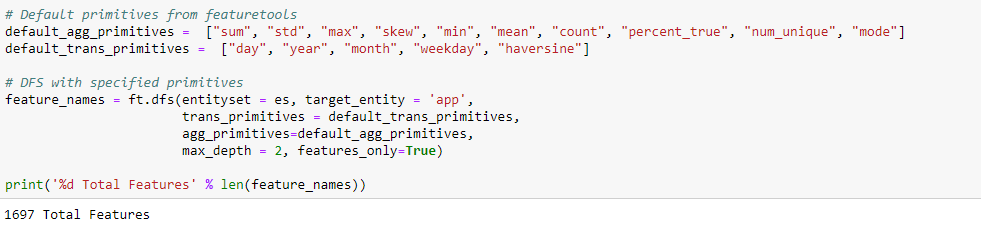 # Default primitives from featuretools
default_agg_primitives =  ["sum", "std", "max", "skew", "min", "mean", "count", "percent_true", "num_unique", "mode"]
default_trans_primitives =  ["day", "year", "month", "weekday", "haversine"]

# DFS with specified primitives
feature_names = ft.dfs(entityset = es, target_entity = 'app',
                       trans_primitives = default_trans_primitives,
                       agg_primitives=default_agg_primitives,
                       max_depth = 2, features_only=True)

print('%d Total Features' % len(feature_names))
1697 Total Features